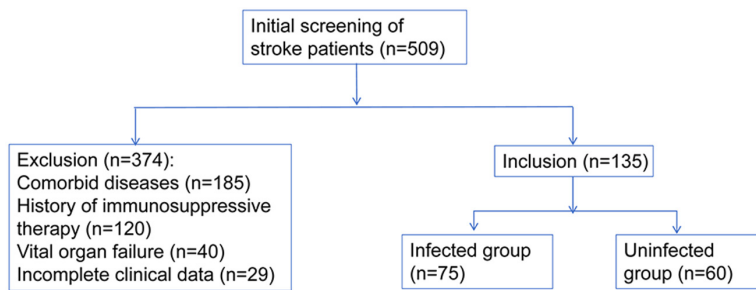 Initial screening of
stroke patients (n=509)
Exclusion (n=374):
Comorbid diseases (n=185)
History of immunosuppressive
therapy (n=120)
Vital organ failure (n=40)
Incomplete clinical data (n=29)
Inclusion (n=135)
Infected group
(n=75)
Uninfected
group (n=60)